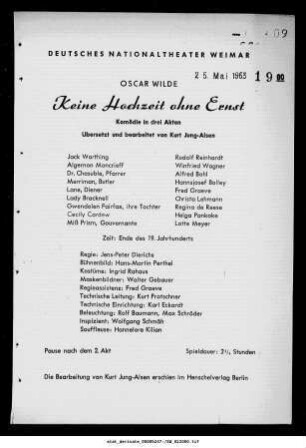 09
DEUTSCHES NATIONALTHEATER WEIMAR
25. Mai 1963 19 00
OSCAR WILDE
Keine Hochzeit ohne Ernst
Komödie in drei Akten
Übersetzt und bearbeitet von Kurt Jung-Alsen
Jack Worthing Rudolf Reinhardt
Algernon Moncrieff Winfried Wagner
Dr. Chasuble, Pfarrer Alfred Bohl
Merriman, Butler Hannsjosef Bolley
Lane, Diener Fred Graeve
Lady Bracknell Christa Lehmann
Gwendolen Fairfax, ihre Tochter Regina de Reese
Cecily Cardew Helga Pankoke
Miß Prism, Gouvernante Lotte Meyer
Zeit: Ende des 19. Jahrhunderts
Regie: Jens-Peter Dierichs
Bühnenbild: Hans-Martin Perthel
Kostüme: Ingrid Rahaus
Maskenbildner: Walter Gebauer
Regieassistenz: Fred Graeve
Technische Leitung: Kurt Pratschner
Technische Einrichtung: Karl Eckardt
Beleuchtung: Rolf Baumann, Max Schröder
Inspizient: Wolfgang Schmäh
Souffleuse: Hannelore Kilian
Pause nach dem 2. Akt Spieldauer: 2½ Stunden
Die Bearbeitung von Kurt Jung-Alsen erschien im Henschelverlag Berlin